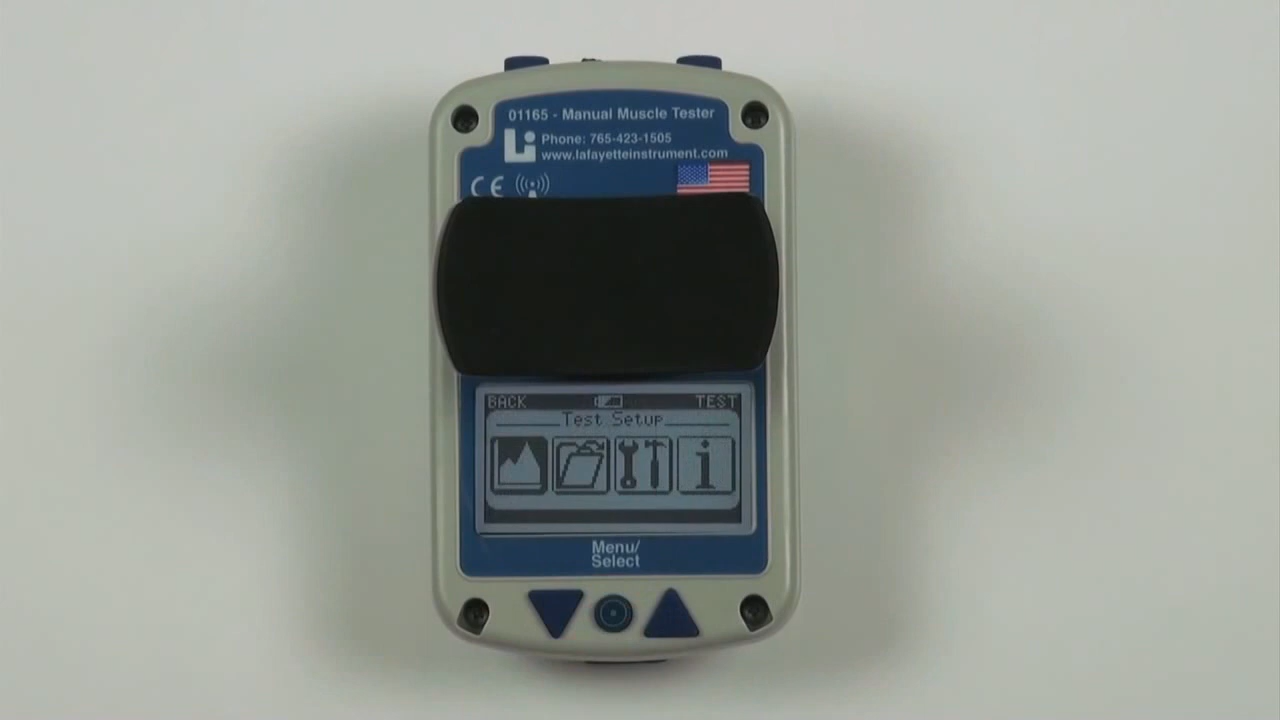 01165 - Manual Muscle Tester
Phone: 765-423-1505
www.lafayetteinstrument.com
CE
BACK TEST
Test Setup
i
Menu/
Select